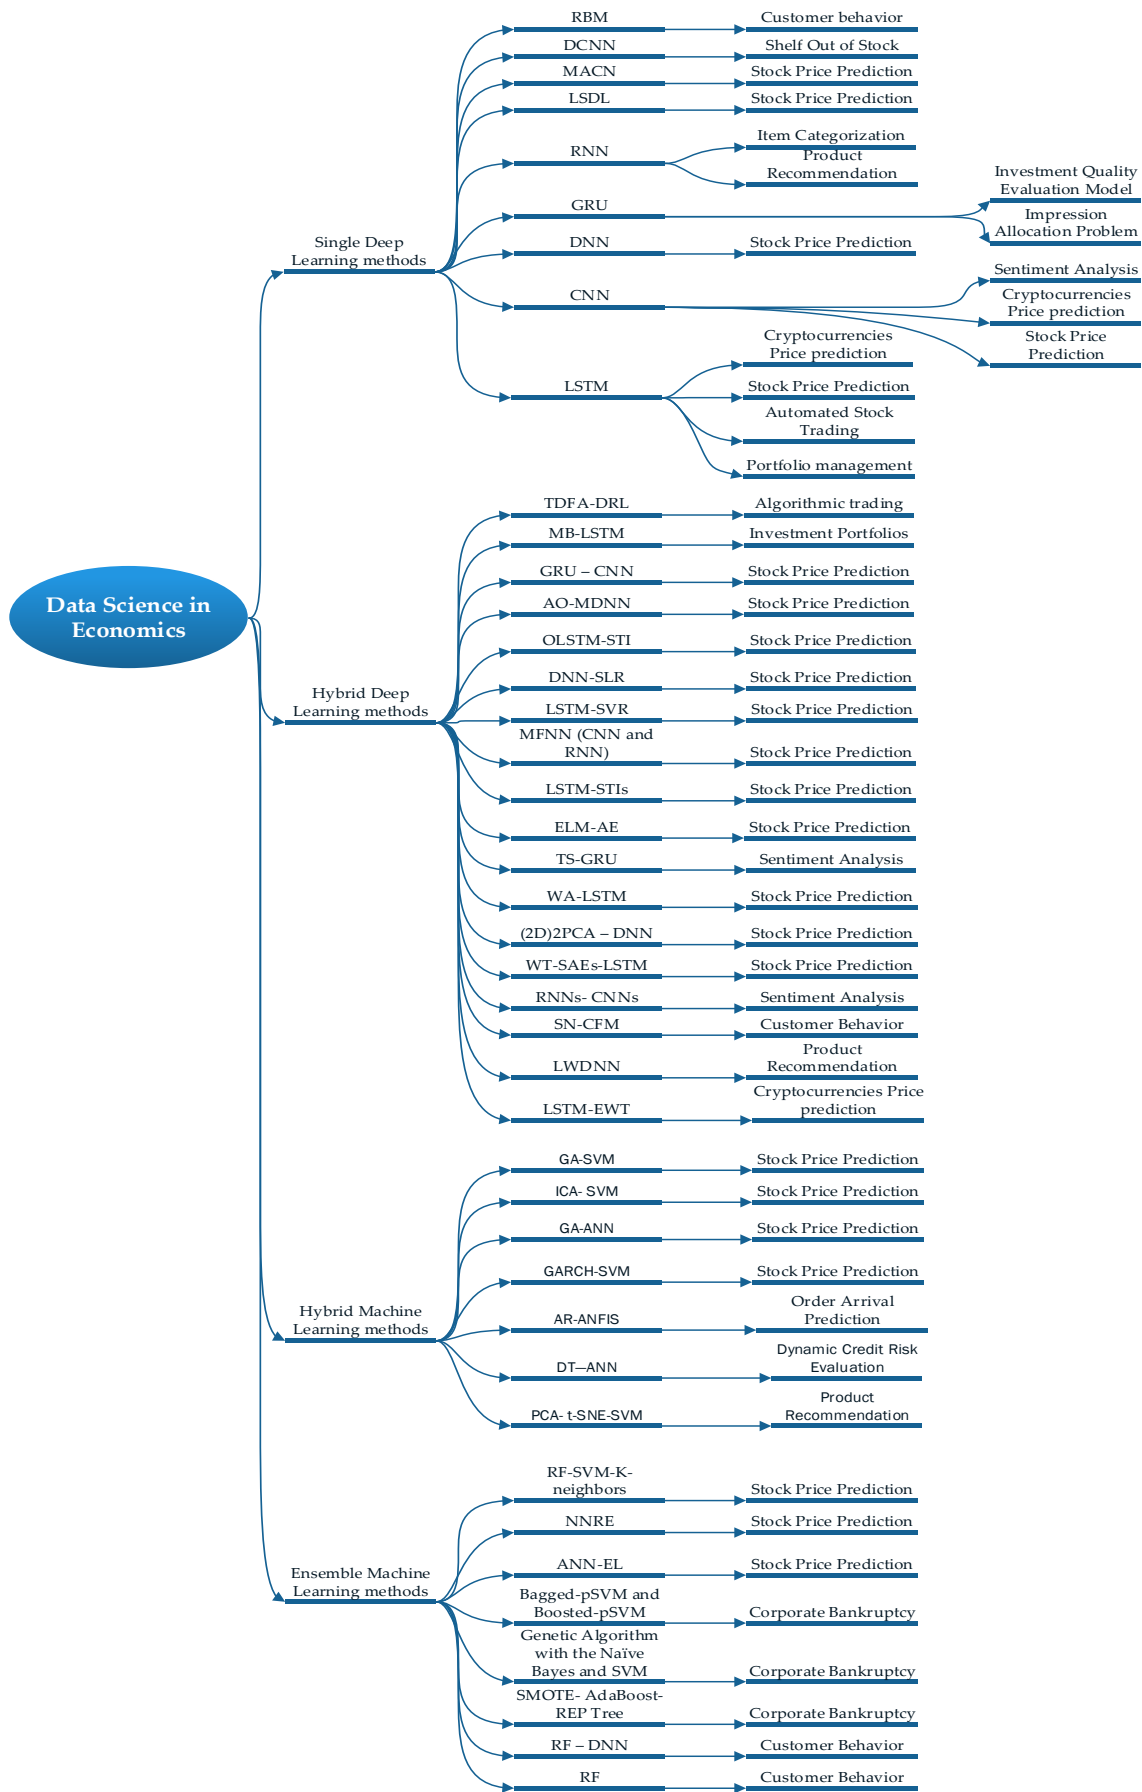 Data Science in
Economics
Single Deep
Learning methods
RBM
Customer behavior
DCNN
Shelf Out of Stock
MACN
Stock Price Prediction
LSDL
Stock Price Prediction
RNN
Item Categorization
Product
Recommendation
GRU
Investment Quality
Evaluation Model
Impression
Allocation Problem
DNN
Stock Price Prediction
CNN
Sentiment Analysis
Cryptocurrencies
Price prediction
Stock Price
Prediction
LSTM
Cryptocurrencies
Price prediction
Stock Price Prediction
Automated Stock
Trading
Portfolio management
Hybrid Deep
Learning methods
TDFA-DRL
Algorithmic trading
MB-LSTM
Investment Portfolios
GRU – CNN
Stock Price Prediction
AO-MDNN
Stock Price Prediction
OLSTM-STI
Stock Price Prediction
DNN-SLR
Stock Price Prediction
LSTM-SVR
Stock Price Prediction
MFNN (CNN and
RNN)
Stock Price Prediction
LSTM-STIs
Stock Price Prediction
ELM-AE
Stock Price Prediction
TS-GRU
Sentiment Analysis
WA-LSTM
Stock Price Prediction
(2D)2PCA – DNN
Stock Price Prediction
WT-SAEs-LSTM
Stock Price Prediction
RNNs- CNNs
Sentiment Analysis
SN-CFM
Customer Behavior
LWDNN
Product
Recommendation
LSTM-EWT
Cryptocurrencies Price
prediction
Hybrid Machine
Learning methods
GA-SVM
Stock Price Prediction
ICA- SVM
Stock Price Prediction
GA-ANN
Stock Price Prediction
GARCH-SVM
Stock Price Prediction
AR-ANFIS
Order Arrival
Prediction
DT—ANN
Dynamic Credit Risk
Evaluation
PCA- t-SNE-SVM
Product
Recommendation
Ensemble Machine
Learning methods
RF-SVM-K-
neighbors
Stock Price Prediction
NNRE
Stock Price Prediction
ANN-EL
Stock Price Prediction
Bagged-pSVM and
Boosted-pSVM
Corporate Bankruptcy
Genetic Algorithm
with the Naïve
Bayes and SVM
Corporate Bankruptcy
SMOTE- AdaBoost-
REP Tree
Corporate Bankruptcy
RF – DNN
Customer Behavior
RF
Customer Behavior